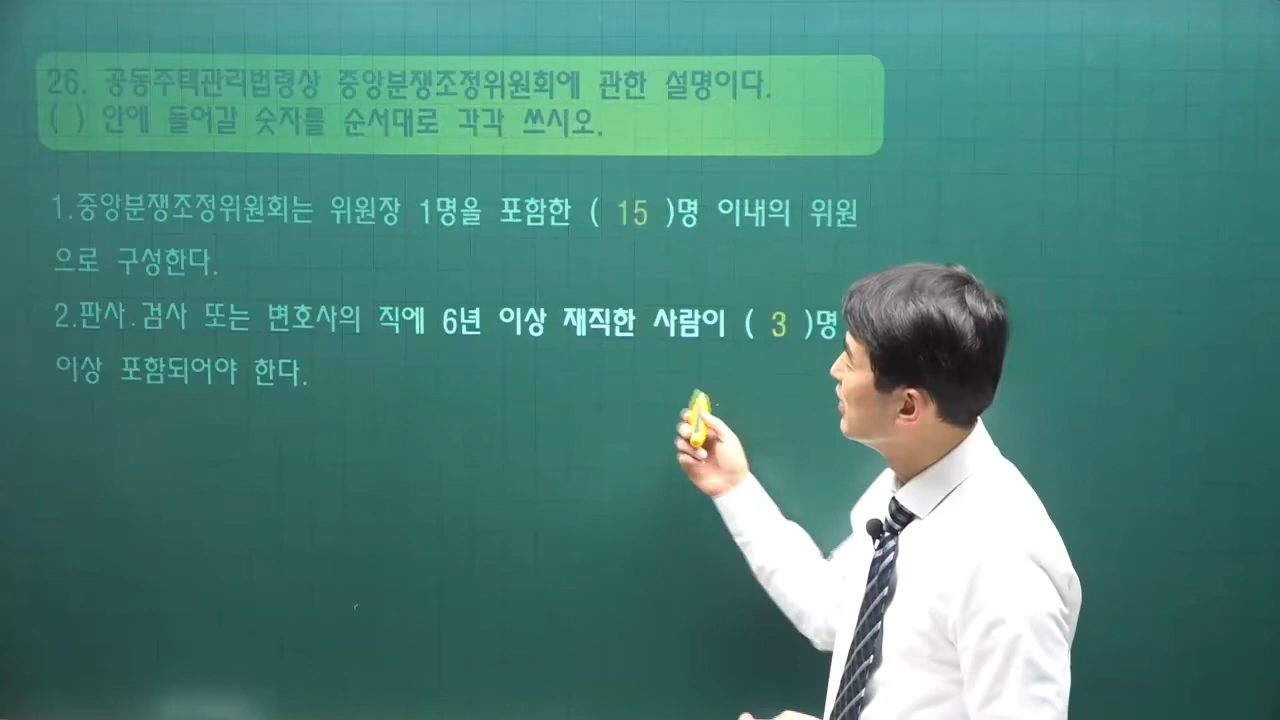 26. 공동주택관리법령상 중앙분쟁조정위원회에 관한 설명이다.
( ) 안에 들어갈 숫자를 순서대로 각각 쓰시오.
1.중앙분쟁조정위원회는 위원장 1명을 포함한 ( 15 )명 이내의 위원
으로 구성한다.
2.판사.검사 또는 변호사의 직에 6년 이상 재직한 사람이 ( 3 )명
이상 포함되어야 한다.